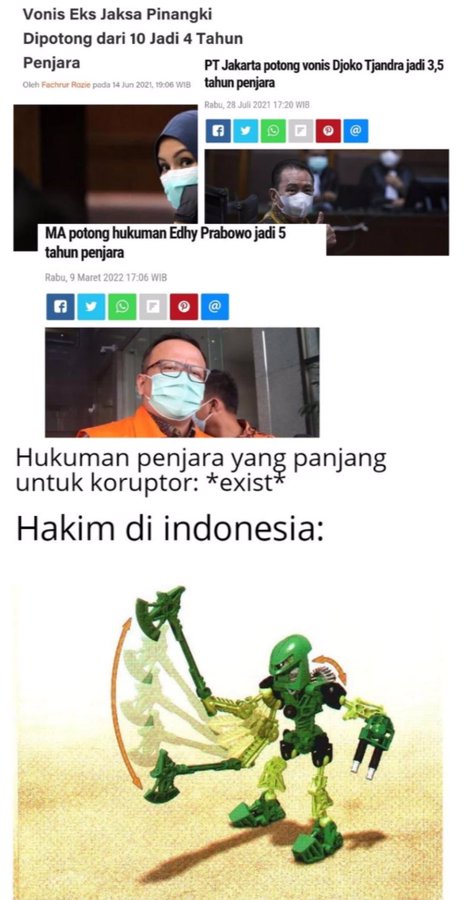 Vonis Eks Jaksa Pinangki
Dipotong dari 10 Jadi 4 Tahun
Penjara
Oleh Fachrur Rozie pada 14 Jun 2021, 19:06 WIB
PT Jakarta potong vonis Djoko Tjandra jadi 3,5
tahun penjara
Rabu, 28 Juli 2021 17:20 WIB
MA potong hukuman Edhy Prabowo jadi 5
tahun penjara
Rabu, 9 Maret 2022 17:06 WIB
Hukuman penjara yang panjang
untuk koruptor: *exist*
Hakim di indonesia: